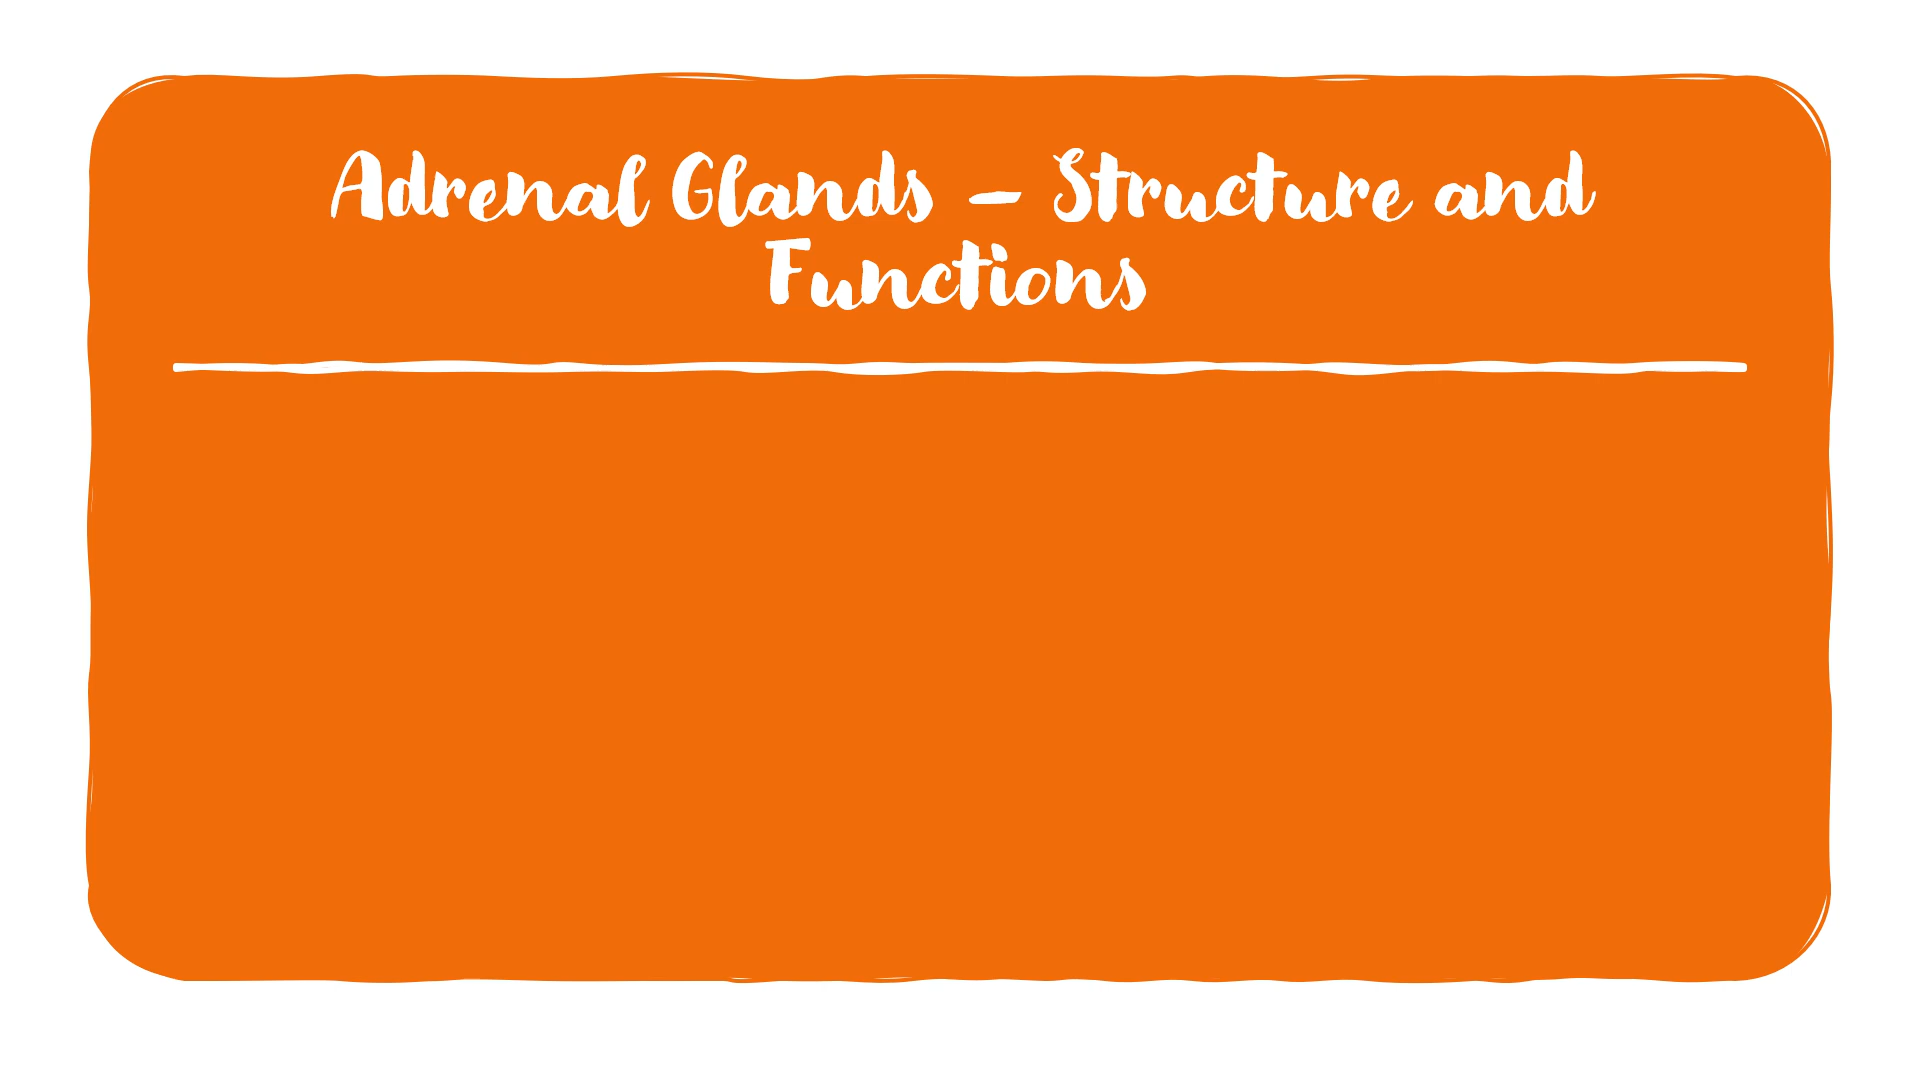 Adrenal Glands – Structure and
Functions